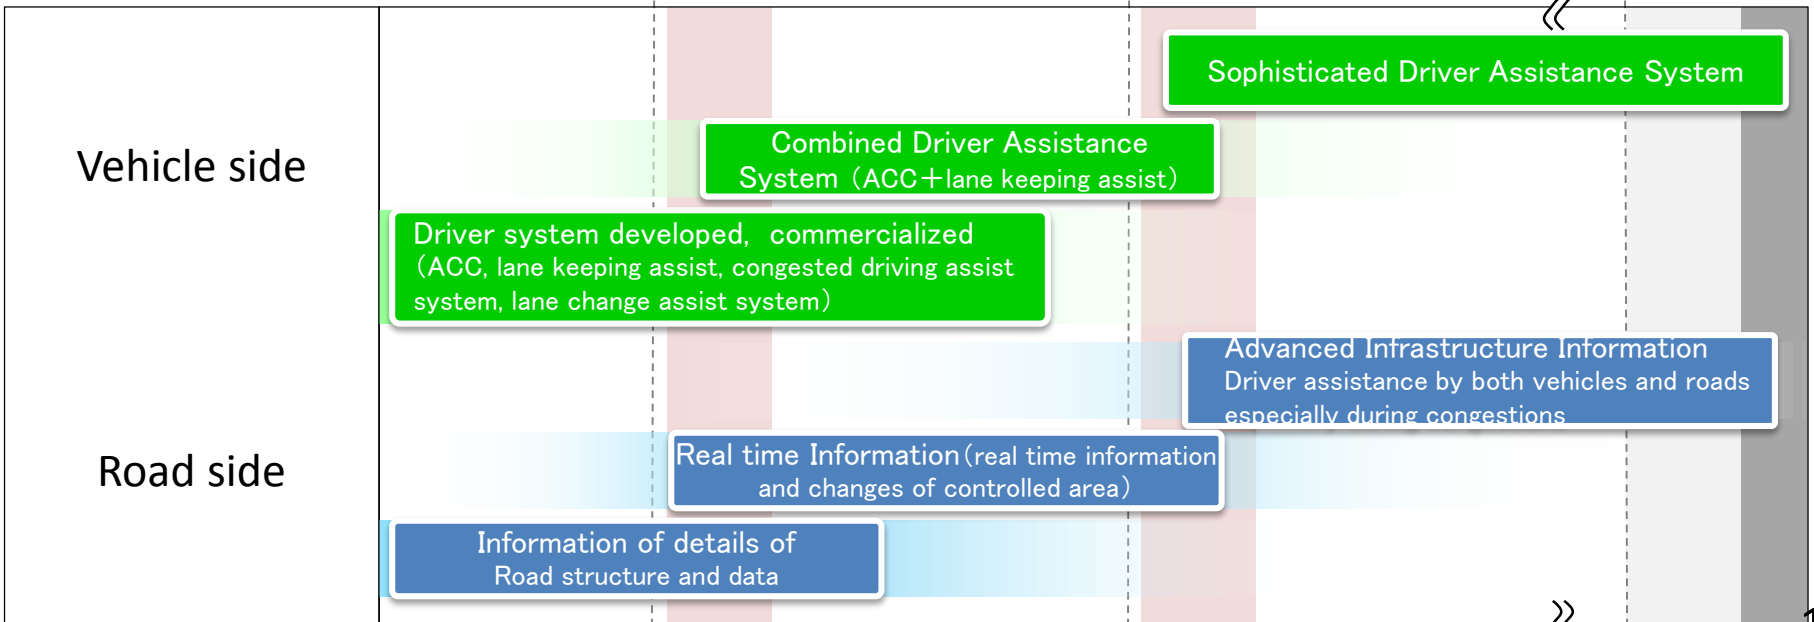 Sophisticated Driver Assistance System
Vehicle side
Combined Driver Assistance
System（ACC＋lane keeping assist）
Driver system developed, commercialized
（ACC, lane keeping assist, congested driving assist
system, lane change assist system）
Road side
Advanced Infrastructure Information
Driver assistance by both vehicles and roads
especially during congestions
Real time Information（real time information
and changes of controlled area）
Information of details of
Road structure and data